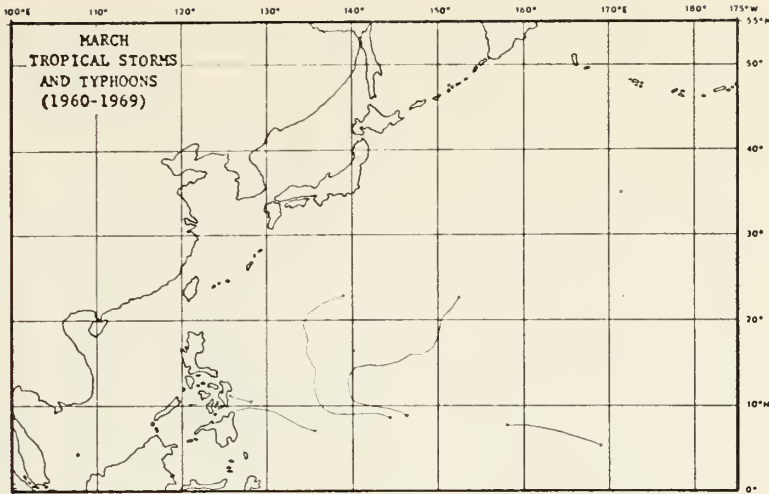 100°E 110° 120° 130° 140° 150° 160° 170°E 180° 175°W
MARCH
TROPICAL STORMS
AND TYPHOONS
(1960-1969)
55°N
50°
40°
30°
20°
10°N
0°